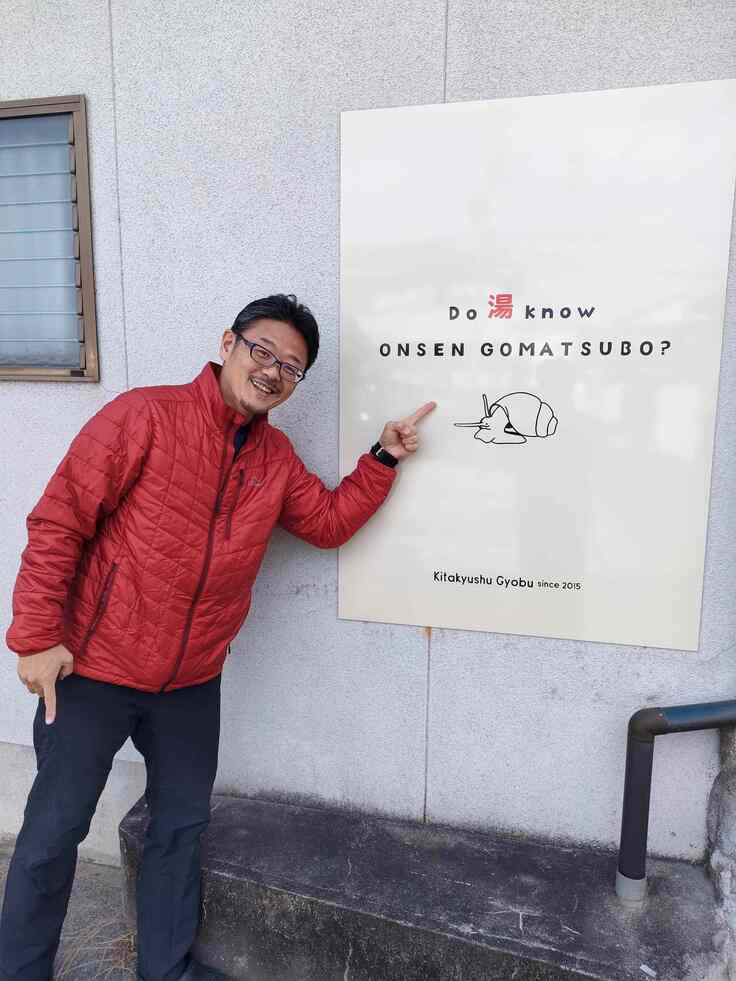 Do 湯 know
ONSEN GOMATSUBO?
Kitakyushu Gyobu since 2015